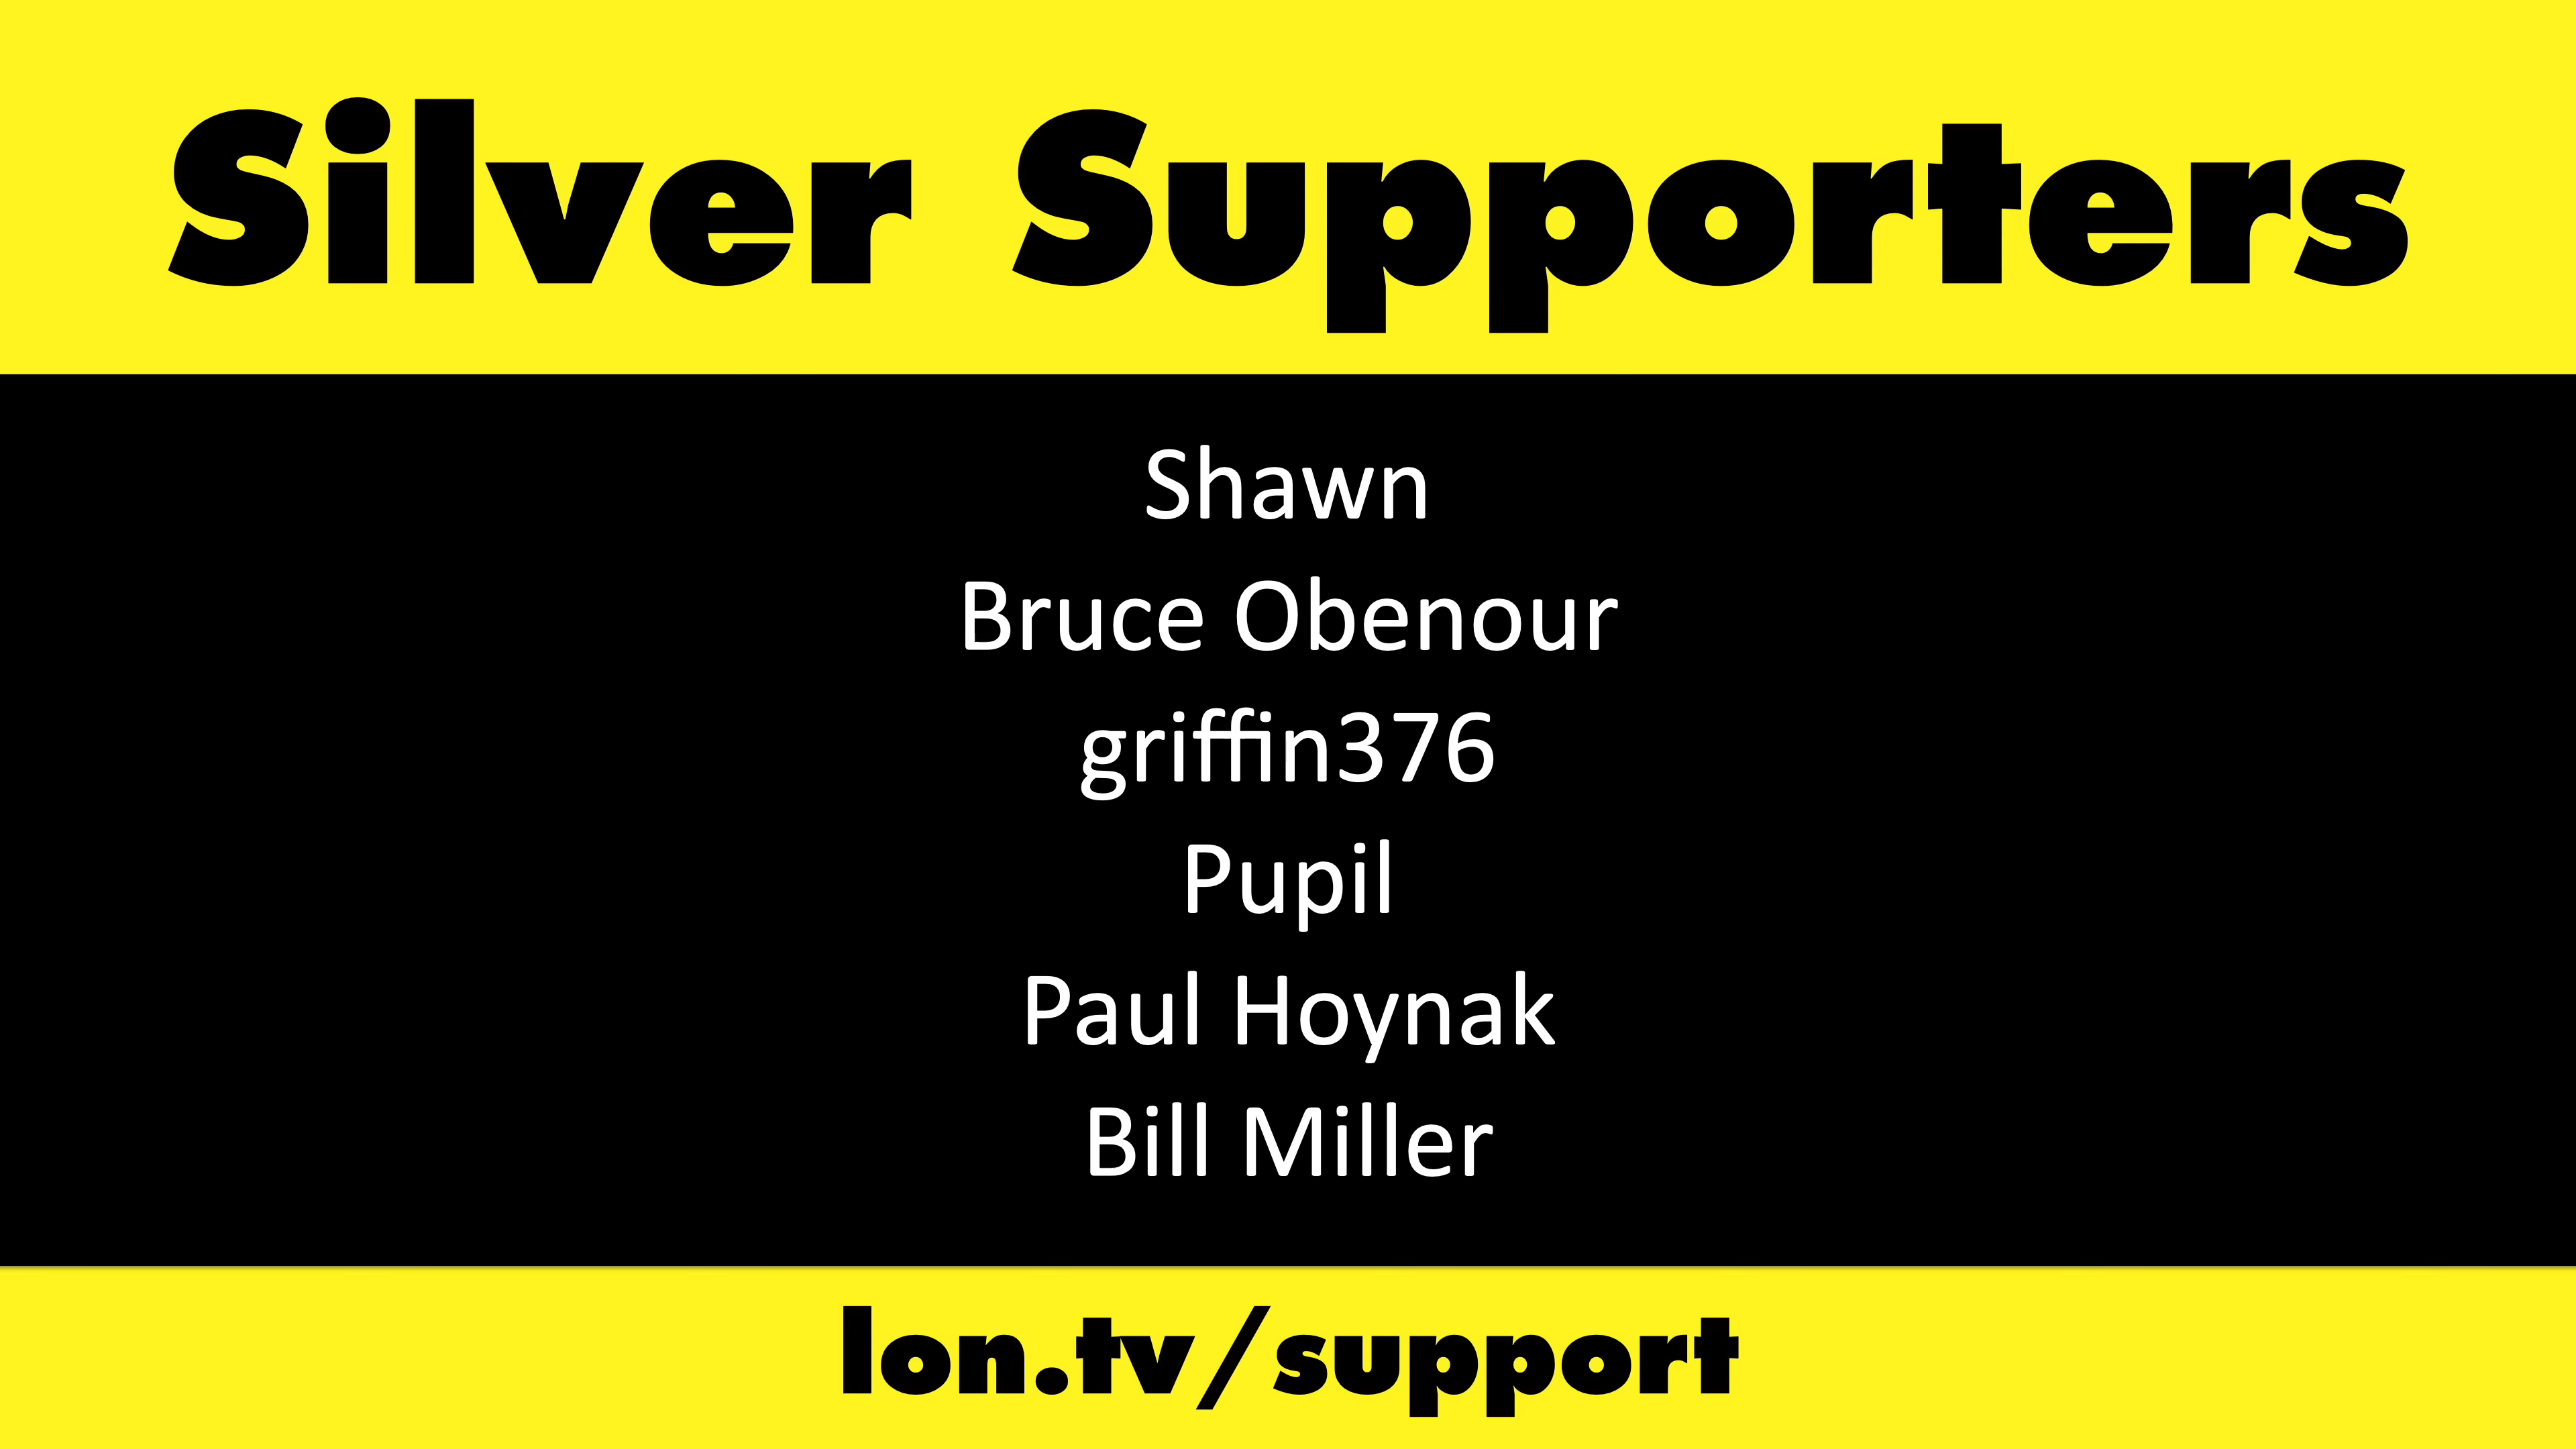 Silver Supporters
Shawn
Bruce Obenour
griffin376
Pupil
Paul Hoynak
Bill Miller
lon.tv/support